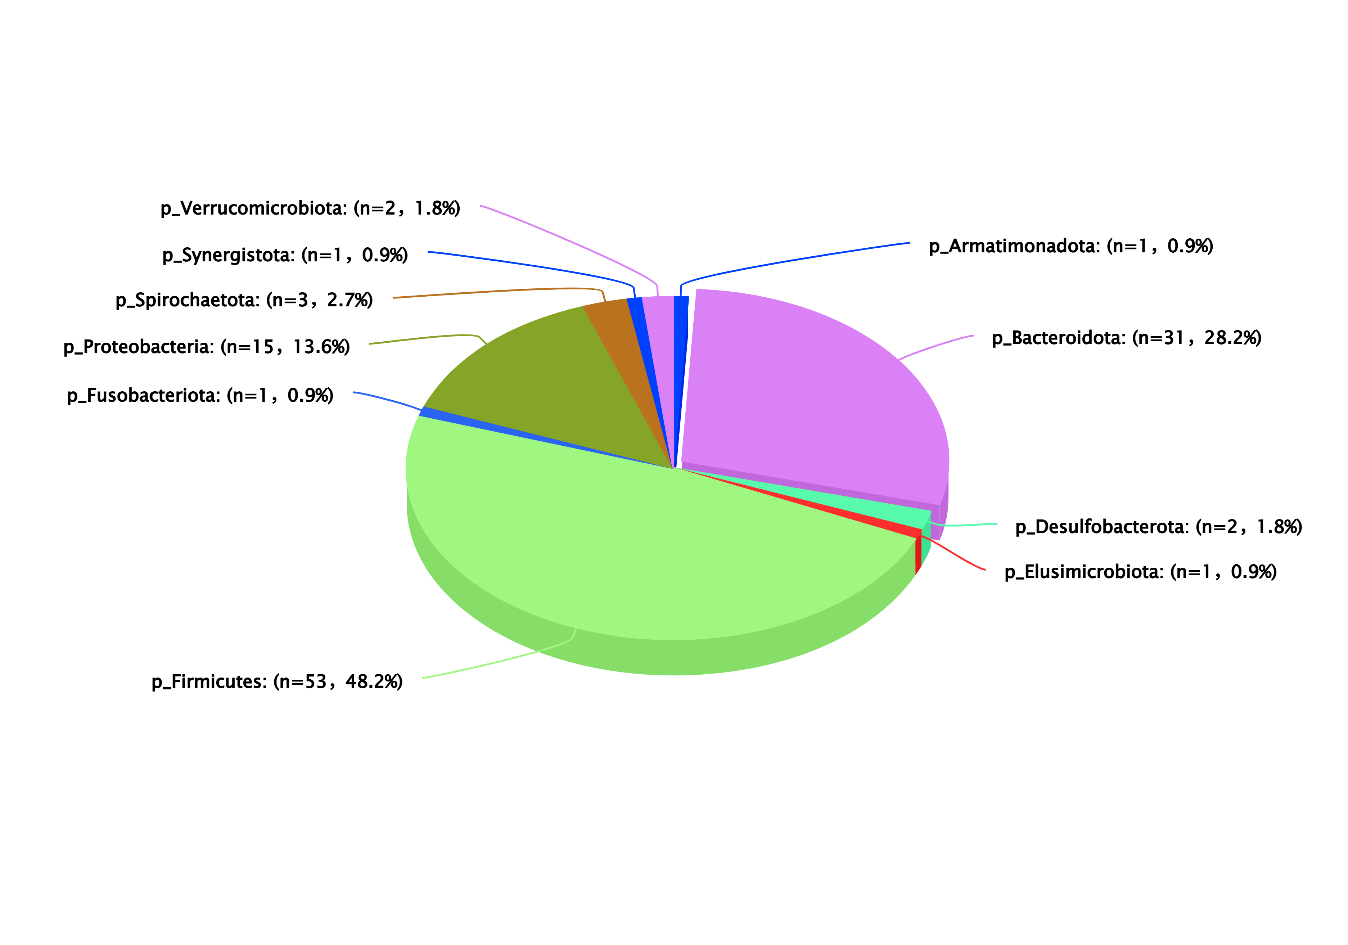 p_Verrucomicrobiota: (n=2, 1.8%)
p_Armatimonadota: (n=1, 0.9%)
p_Synergistota: (n=1, 0.9%)
p_Spirochaetota: (n=3, 2.7%)
p_Bacteroidota: (n=31, 28.2%)
p_Proteobacteria: (n=15, 13.6%)
p_Fusobacteriota: (n=1, 0.9%)
p_Desulfobacterota: (n=2, 1.8%)
p_Elusimicrobiota: (n=1, 0.9%)
p_Firmicutes: (n=53, 48.2%)